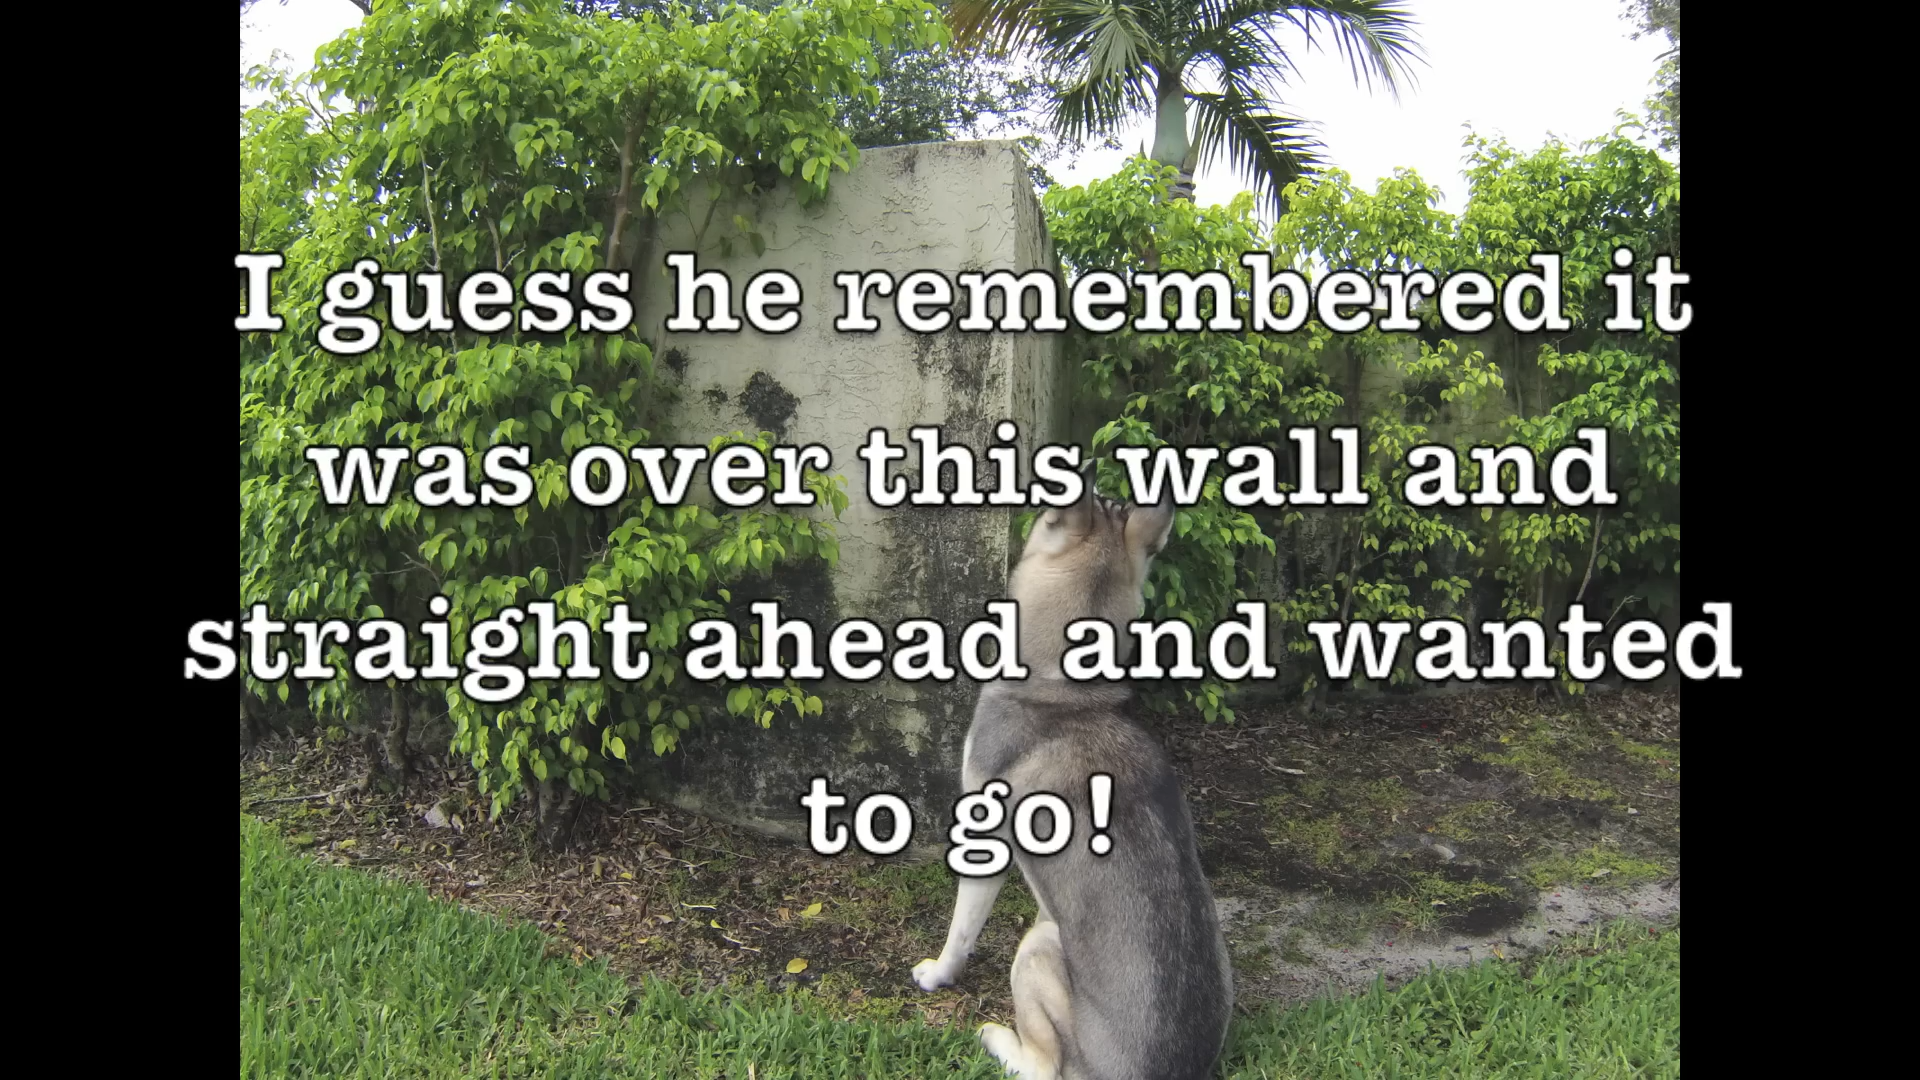 I guess he remembered it
was over this wall and
straight ahead and wanted
to go!